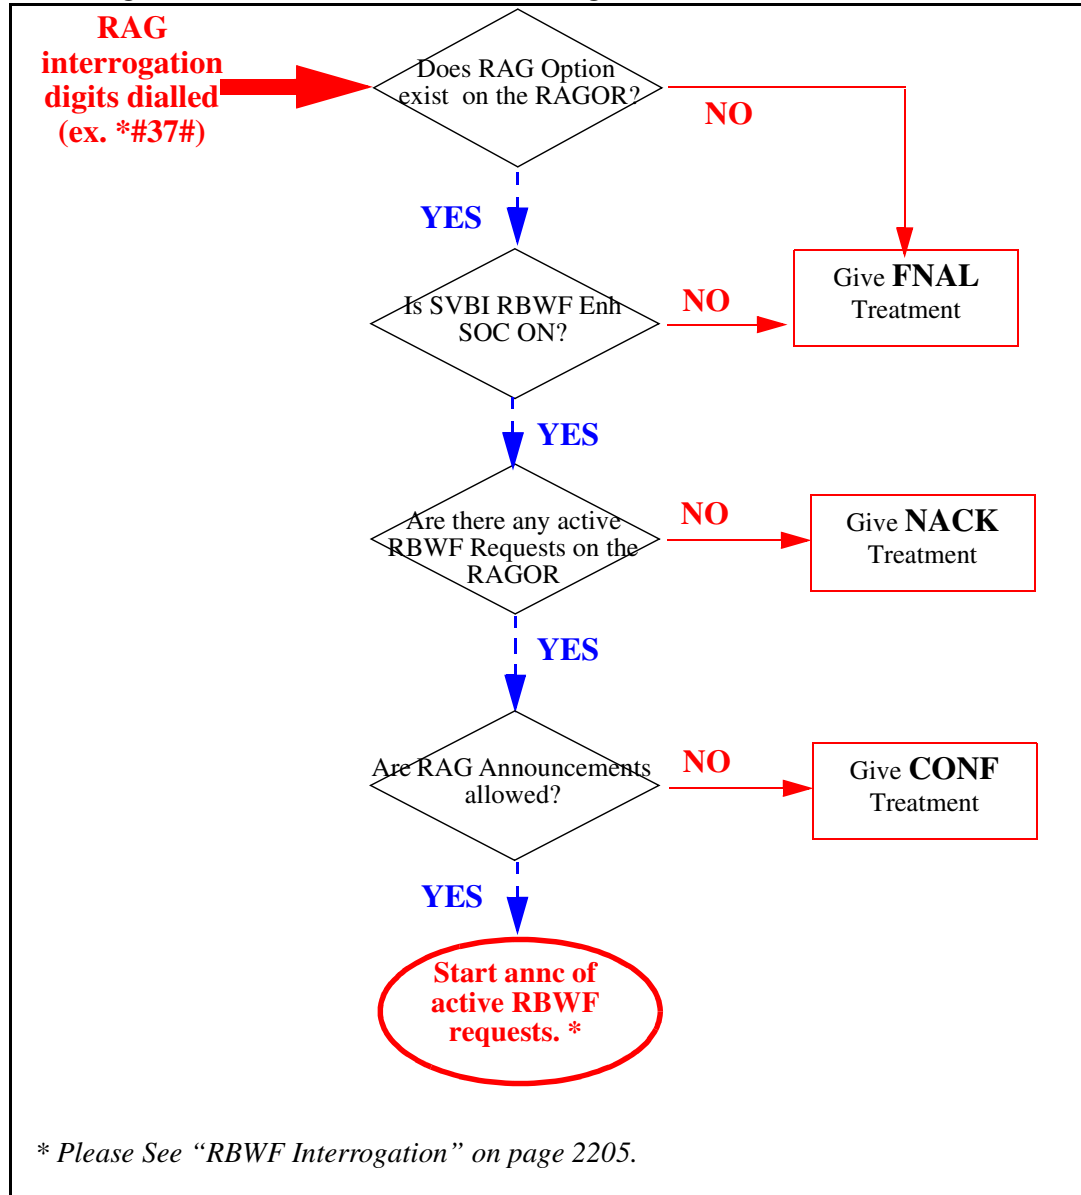 RAG
interrogation
digits dialled
(ex. *#37#)
Does RAG Option
exist on the RAGOR?
NO
YES
Give FNAL
Treatment
Is SVBI RBWF Enh
SOC ON?
NO
YES
Are there any active
RBWF Requests on the
RAGOR
NO
Give NACK
Treatment
YES
Are RAG Announcements
allowed?
NO
Give CONF
Treatment
YES
Start annc of
active RBWF
requests. *
* Please See “RBWF Interrogation” on page 2205.